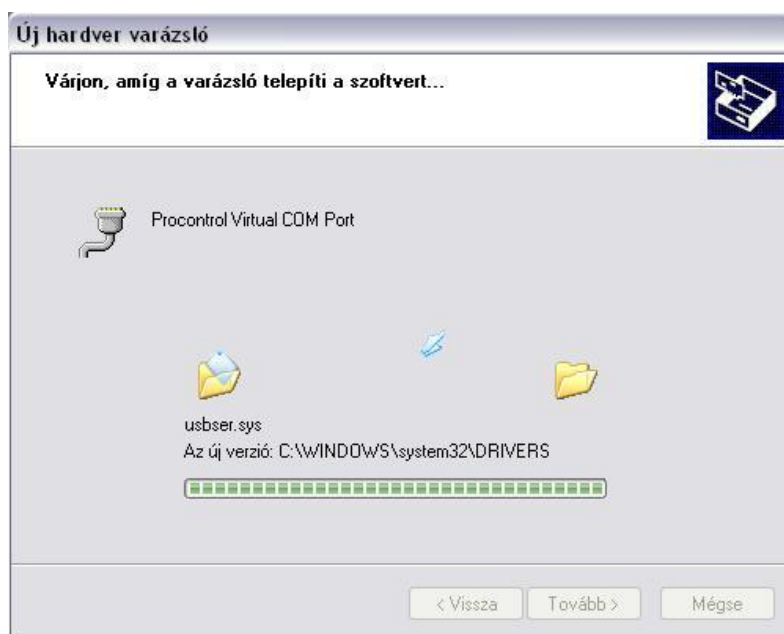 Új hardver varázsló
Várjon, amíg a varázsló telepíti a szoftvert...
Procontrol Virtual COM Port
usbser.sys
Az új verzió: C:\WINDOWS\system32\DRIVERS
< Vissza
Tovább >
Mégse